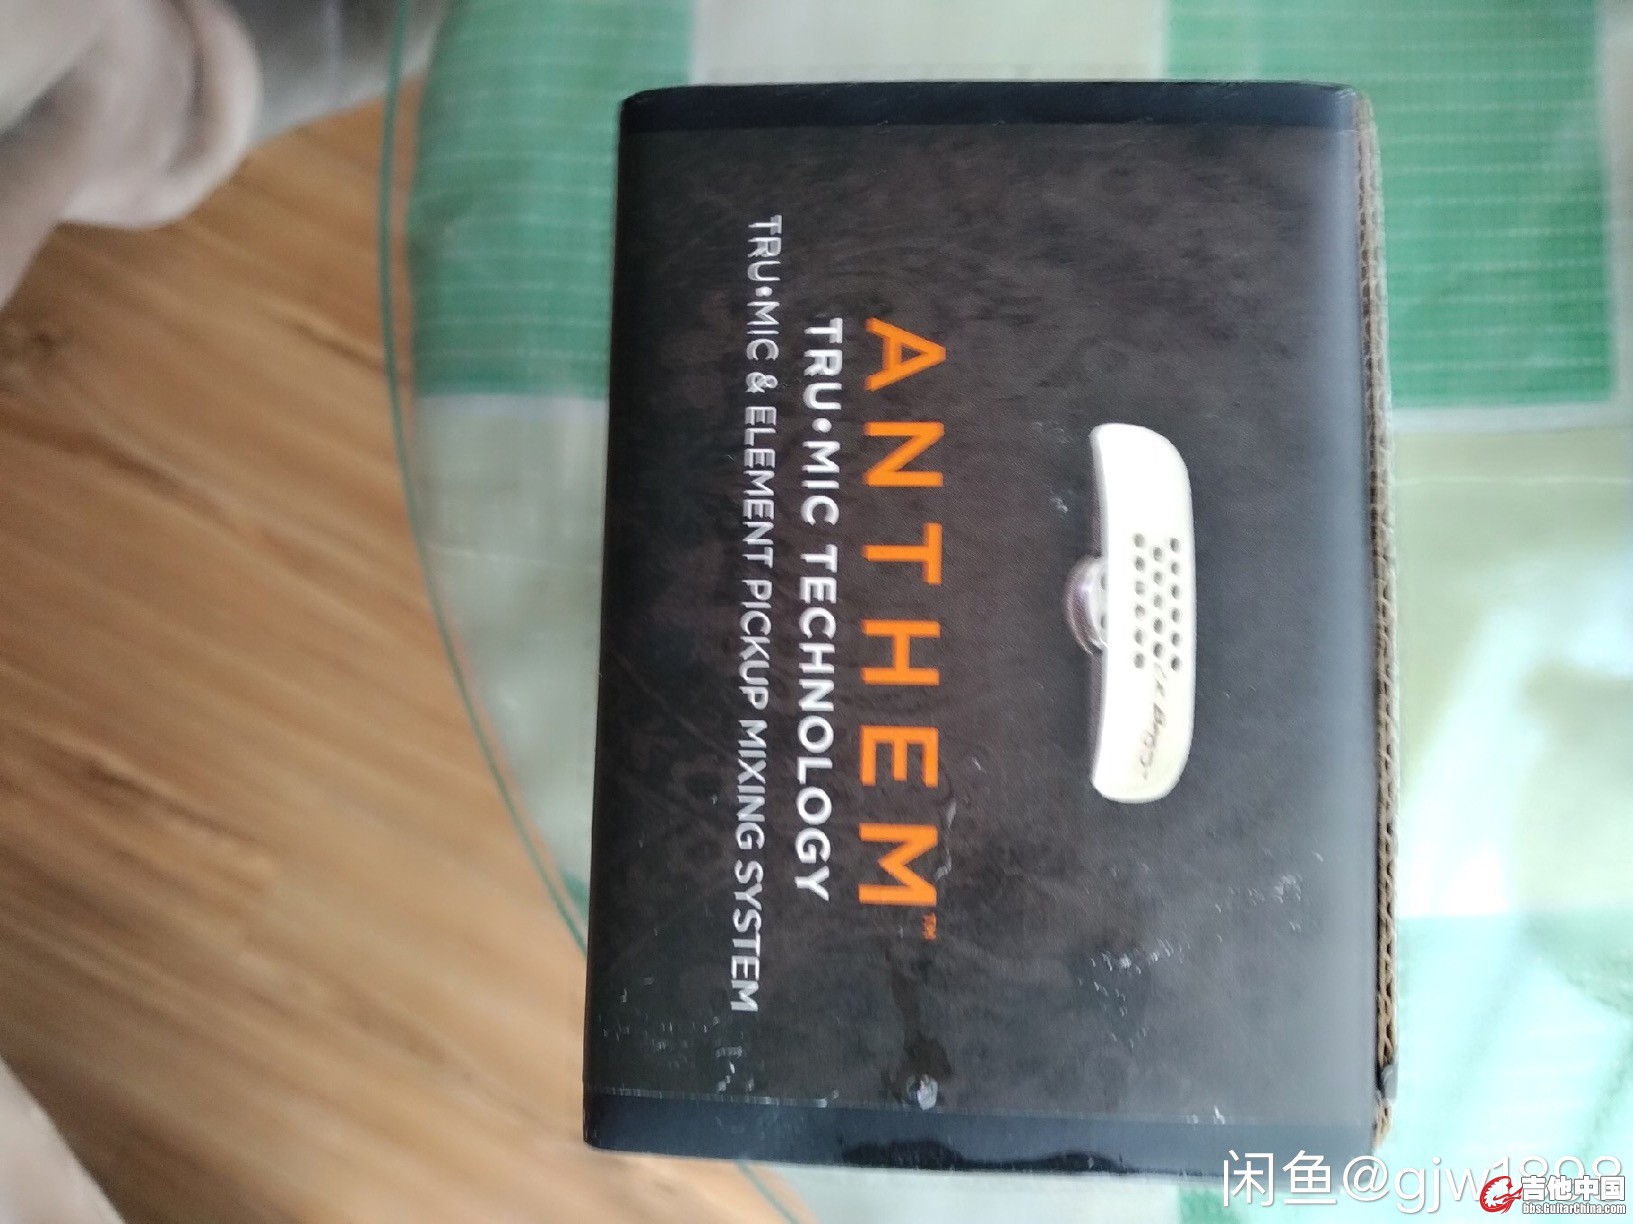 ANTHEM™
TRU•MIC TECHNOLOGY
TRU•MIC & ELEMENT PICKUP MIXING SYSTEM
闲鱼@gjw1898
吉他中国
bbs.GuitarChina.com